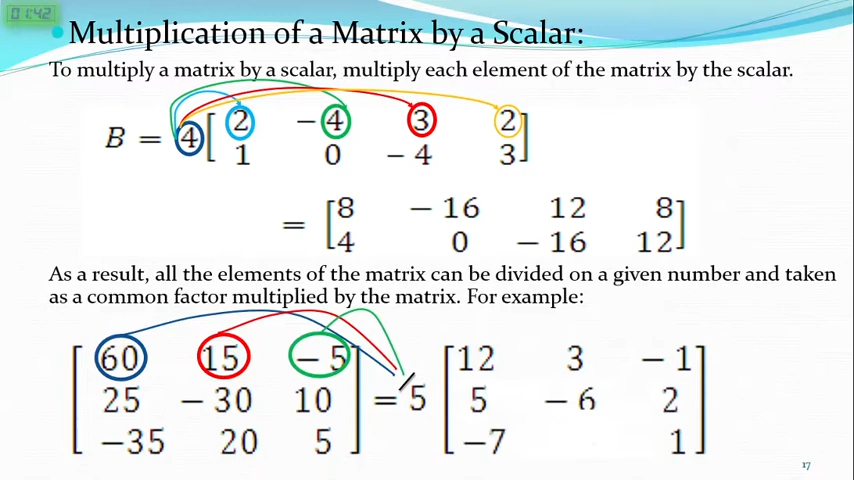 01:42
• Multiplication of a Matrix by a Scalar:
To multiply a matrix by a scalar, multiply each element of the matrix by the scalar.
B = 4 [ 2 − 4 3 2
1 0 − 4 3 ]
= [ 8 − 16 12 8
4 0 − 16 12 ]
As a result, all the elements of the matrix can be divided on a given number and taken
as a common factor multiplied by the matrix. For example:
[ 60 15 − 5 ] [ 12 3 − 1 ]
25 − 30 10 = 5 5 − 6 2
−35 20 5 −7 1
17